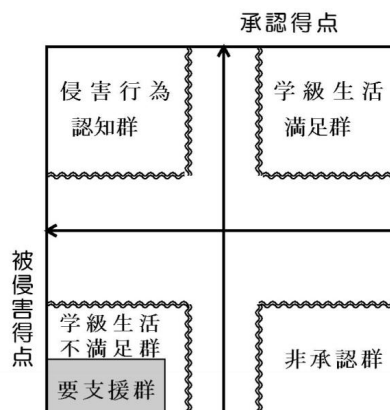 承認得点
侵害行為
認知群
学級生活
満足群
被侵害得点
学級生活
不満足群
要支援群
非承認群